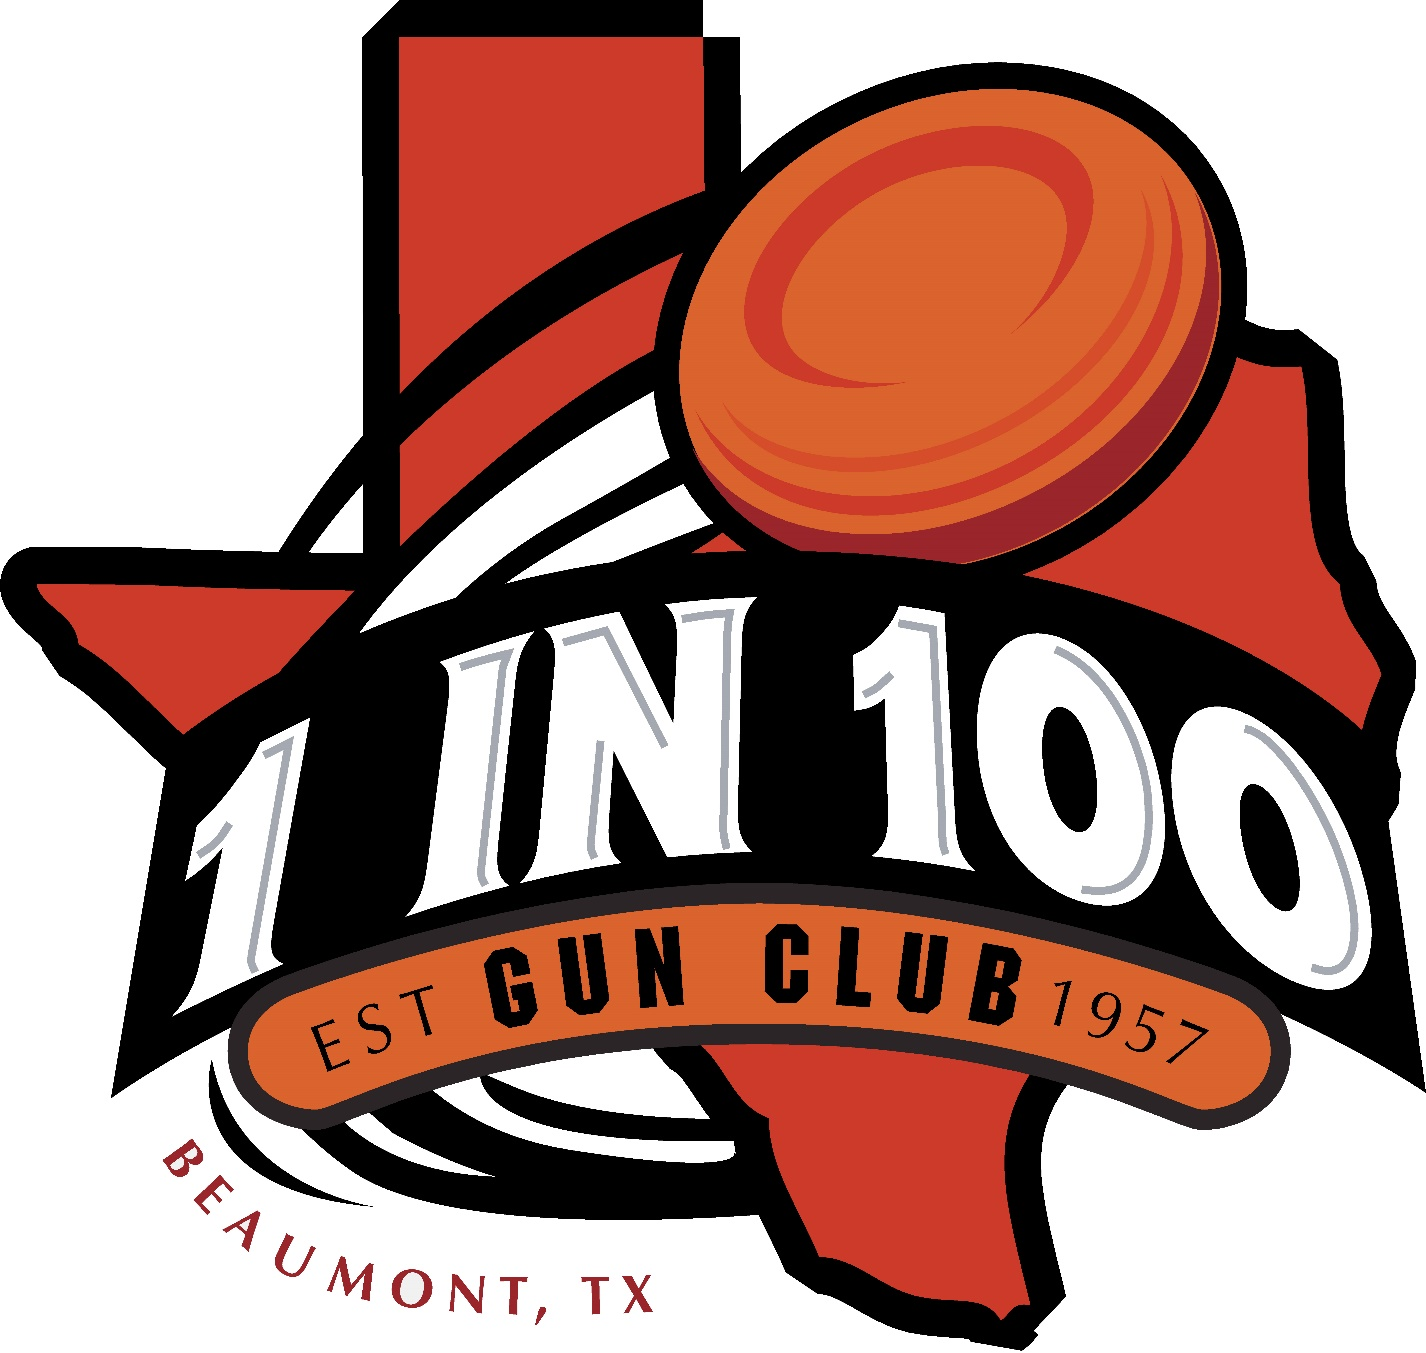 1 IN 100
EST GUN CLUB 1957
BEAUMONT, TX